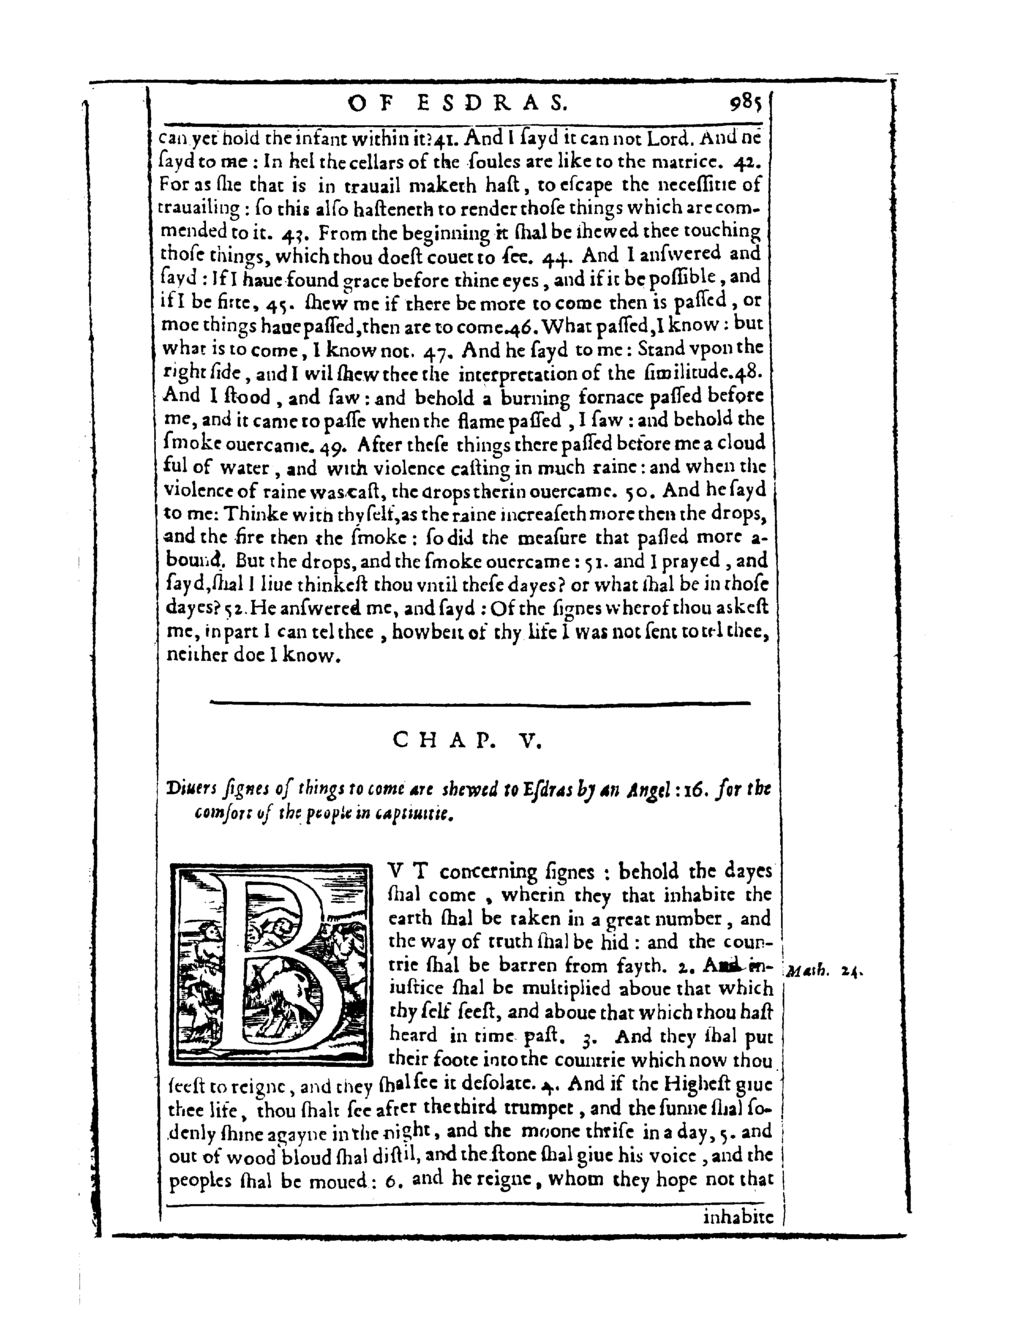 OF ESDRAS. 985
can yet hold the infant within it? 41. And I ſayd it can not Lord. And he
ſayd to me : In hel the cellars of the ſoules are like to the matrice. 42.
For as ſhe that is in trauail maketh haſt, to eſcape the neceſſitie of
trauailing : ſo this alſo haſteneth to render thoſe things which are com-
mended to it. 43. From the beginning it ſhal be ſhewed thee touching
thoſe things, which thou doeſt couet to ſee. 44. And I anſwered and
ſayd : If I haue found grace before thine eyes, and if it be poſſible, and
if I be fitte, 45. ſhew me if there be more to come then is paſſed, or
moe things haue paſſed, then are to come. 46. What paſſed, I know : but
what is to come, I know not. 47. And he ſayd to me : Stand vpon the
right ſide, and I wil ſhew thee the interpretation of the ſimilitude. 48.
And I ſtood, and ſaw : and behold a burning fornace paſſed before
me, and it came to paſſe when the flame paſſed, I ſaw : and behold the
ſmoke ouercame. 49. After theſe things there paſſed before me a cloud
ful of water, and with violence caſting in much raine : and when the
violence of raine was caſt, the drops therin ouercame. 50. And he ſayd
to me: Thinke with thy ſelf, as the raine increaſeth more then the drops,
and the fire then the ſmoke : ſo did the meaſure that paſſed more a-
bound. But the drops, and the ſmoke ouercame : 51. and I prayed, and
ſayd, ſhal I liue thinkeſt thou vntil theſe dayes? or what ſhal be in thoſe
dayes? 52. He anſwered me, and ſayd : Of the ſignes wherof thou askeſt
me, in part I can tel thee, howbeit of thy life I was not ſent to tel thee,
neither doe I know.
CHAP. V.
Diuers ſignes of things to come are shewed to Eſdras by an Angel : 16. for the
comfort of the people in captiuitie.
BVT concerning ſignes : behold the dayes
ſhal come, wherin they that inhabite the
earth ſhal be taken in a great number, and
the way of truth ſhal be hid : and the coun-
trie ſhal be barren from fayth. 2. And in- Math. 24.
iuſtice ſhal be multiplied aboue that which
thy ſelf ſeeſt, and aboue that which thou haſt
heard in time paſt. 3. And they ſhal put
their foote into the countrie which now thou
ſeeſt to reigne, and they ſhal ſee it deſolate. 4. And if the Higheſt giue
thee life, thou ſhalt ſee after the third trumpet, and the ſunne ſhal ſo-
denly ſhine agayne in the night, and the moone thriſe in a day, 5. and
out of wood bloud ſhal diſtil, and the ſtone ſhal giue his voice, and the
peoples ſhal be moued : 6. and he reigne, whom they hope not that
inhabite